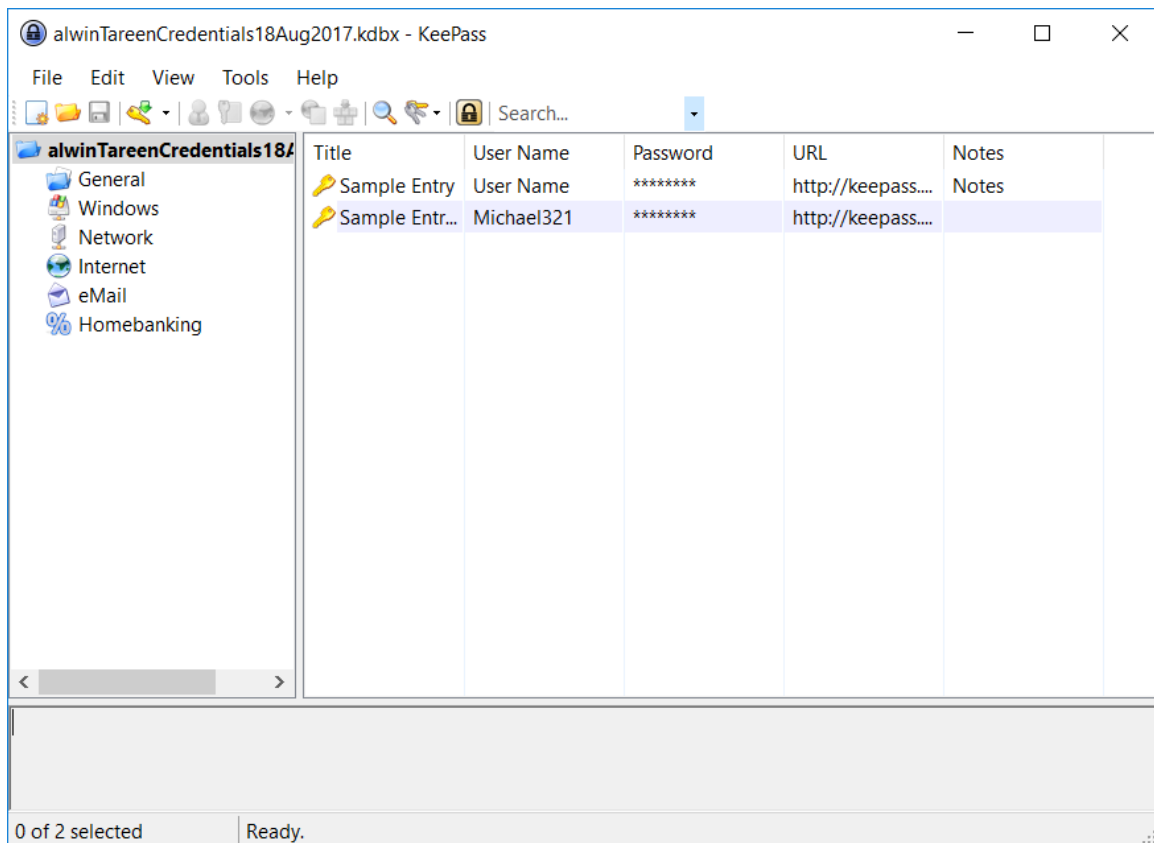 alwinTareenCredentials18Aug2017.kdbx - KeePass
File Edit View Tools Help
Search...
alwinTareenCredentials18A
General
Windows
Network
Internet
eMail
Homebanking
Title User Name Password URL Notes
Sample Entry User Name ******** http://keepass.... Notes
Sample Entr... Michael321 ******** http://keepass....
0 of 2 selected Ready.